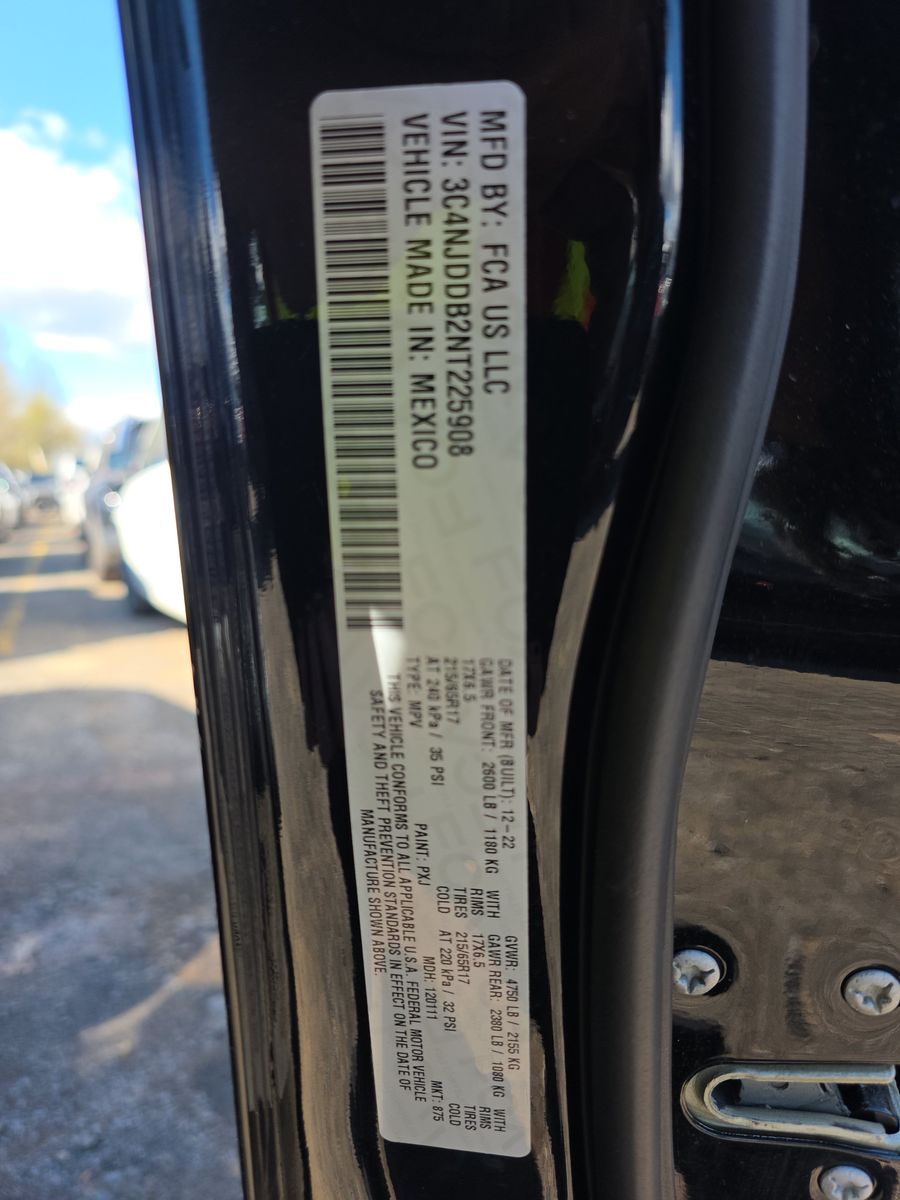 MFD BY: FCA US LLC
VIN: 3C4NJDDB2NT225908
VEHICLE MADE IN: MEXICO
DATE OF MFR (BUILT): 12-22 GVWR: 4750 LB / 2155 KG
GAWR FRONT: 2600 LB / 1180 KG WITH GAWR REAR: 2380 LB / 1080 KG WITH
17X6.5 RIMS 17X6.5 RIMS
215/65R17 TIRES 215/65R17 TIRES
AT 240 kPa / 35 PSI COLD AT 220 kPa / 32 PSI COLD
TYPE: MPV PAINT: PXJ MDH: 120111 MKT: 875
THIS VEHICLE CONFORMS TO ALL APPLICABLE U.S.A. FEDERAL MOTOR VEHICLE
SAFETY AND THEFT PREVENTION STANDARDS IN EFFECT ON THE DATE OF
MANUFACTURE SHOWN ABOVE.